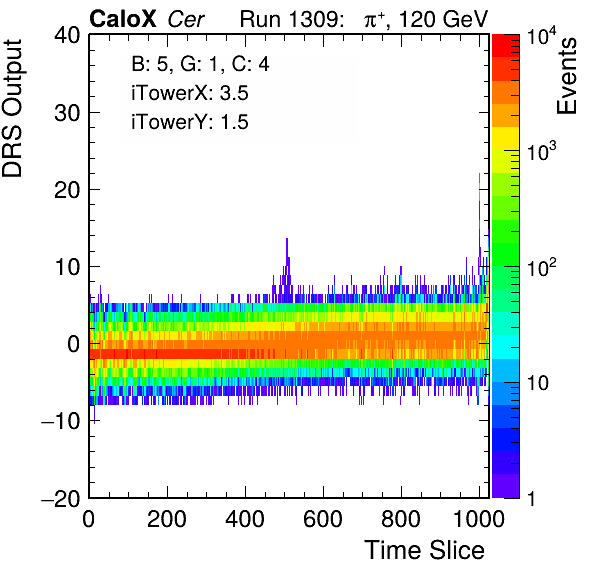 CaloX Cer Run 1309: π⁺, 120 GeV
DRS Output
B: 5, G: 1, C: 4
iTowerX: 3.5
iTowerY: 1.5
40
30
20
10
0
−10
−20
0 200 400 600 800 1000
Time Slice
10⁴
10³
10²
10
1
Events